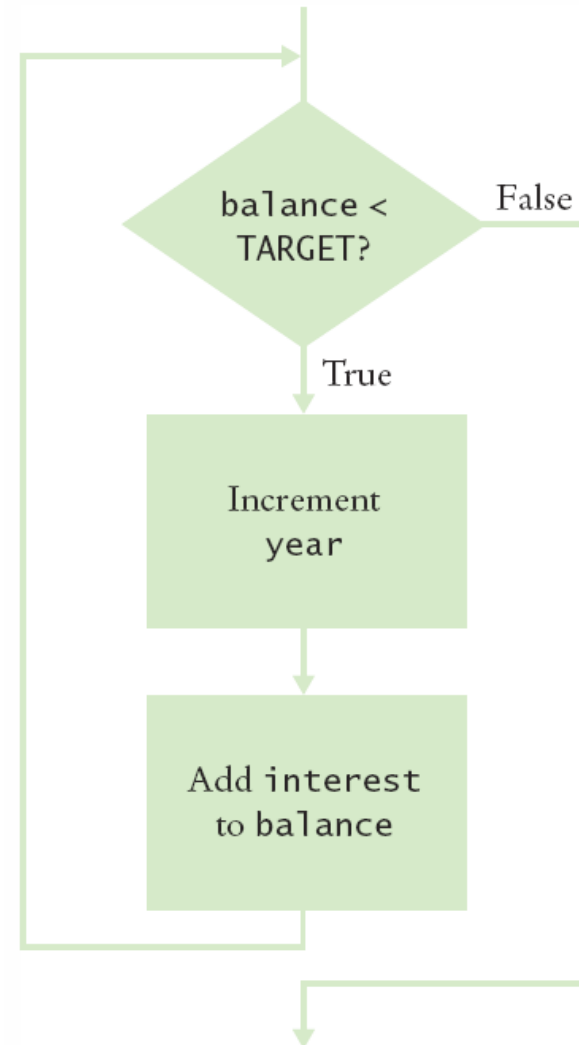 balance <
TARGET?
False
True
Increment
year
Add interest
to balance